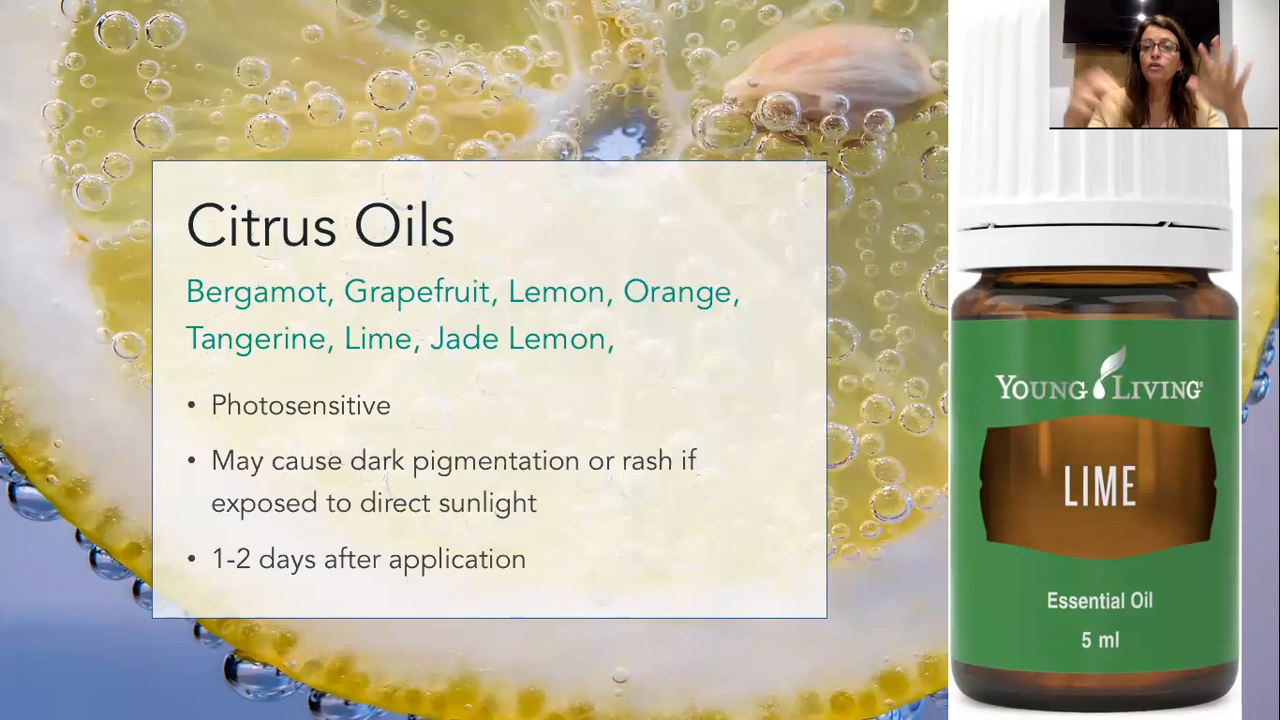 Citrus Oils
Bergamot, Grapefruit, Lemon, Orange,
Tangerine, Lime, Jade Lemon,
• Photosensitive
• May cause dark pigmentation or rash if
exposed to direct sunlight
• 1-2 days after application
YOUNG LIVING®
LIME
Essential Oil
5 ml